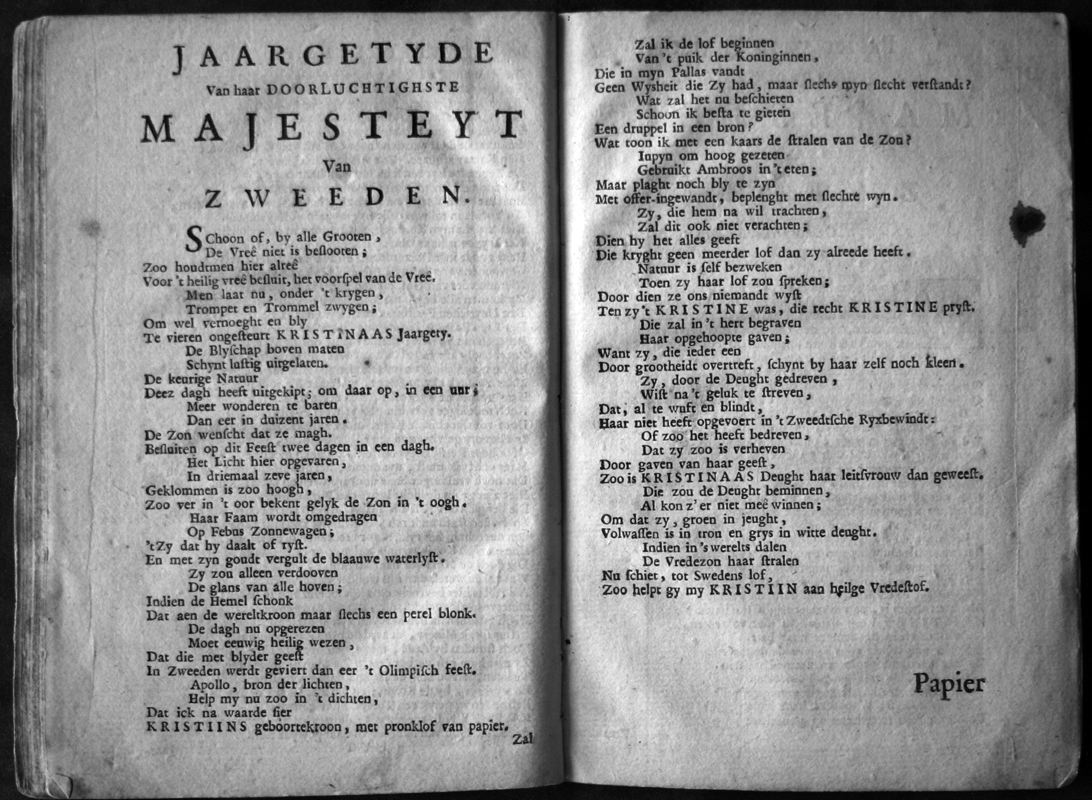 JAARGETYDE
Van haar DOORLUCHTIGHSTE
MAJESTEYT
Van
ZWEEDEN.
SChoon of, by alle Grooten,
De Vreê niet is beslooten;
Zoo houdtmen hier alreê
Voor 't heilig vreê besluit, het voorspel van de Vreê.
Men laat nu, onder 't krygen,
Trompet en Trommel zwygen;
Om wel vernoeght en bly
Te vieren ongesteurt KRISTINAAS Jaargety.
De Blyschap boven maten
Schynt lustig uitgelaten.
De keurige Natuur
Deez dagh heeft uitgekipt; om daar op, in een uur;
Meer wonderen te baren
Dan eer in duizent jaren.
De Zon wenscht dat ze magh.
Besluiten op dit Feest twee dagen in een dagh.
Het Licht hier opgevaren,
In driemaal zeve jaren,
Geklommen is zoo hoogh,
Zoo ver in 't oor bekent gelyk de Zon in 't oogh.
Haar Faam wordt omgedragen
Op Febus Zonnewagen;
't Zy dat hy daalt of ryst.
En met zyn goudt vergult de blaauwe waterlyst.
Zy zou alleen verdooven
De glans van alle hoven;
Indien de Hemel schonk
Dat aen de wereltkroon maar slechs een perel blonk.
De dagh nu opgerezen
Moet eeuwig heilig wezen,
Dat die met blyder geest
In Zweeden werdt geviert dan eer 't Olimpisch feest.
Apollo, bron der lichten,
Help my nu zoo in 't dichten,
Dat ick na waarde sier
KRISTIINS geboortekroon, met pronklof van papier.
Zal
Zal ik de lof beginnen
Van 't puik der Koninginnen,
Die in myn Pallas vandt
Geen Wysheit die Zy had, maar slechs myn slecht verstandt?
Wat zal het nu beschieten
Schoon ik besta te gieten
Een druppel in een bron?
Wat toon ik met een kaars de stralen van de Zon?
Jupyn om hoog gezeten
Gebruikt Ambroos in 't eten;
Maar plaght noch bly te zyn
Met offer-ingewandt, beplenght met slechte wyn.
Zy, die hem na wil trachten,
Zal dit ook niet verachten;
Dien hy het alles geeft
Die kryght geen meerder lof dan zy alreede heeft.
Natuur is self bezweken
Toen zy haar lof zou spreken;
Door dien ze ons niemandt wyst
Ten zy 't KRISTINE was, die recht KRISTINE pryst.
Die zal in 't hert begraven
Haar opgehoopte gaven;
Want zy, die ieder een
Door grootheidt overtreft, schynt by haar zelf noch kleen.
Zy, door de Deught gedreven,
Wist na 't geluk te streven,
Dat, al te wuft en blindt,
Haar niet heeft opgevoert in 't Zweedtsche Ryxbewindt:
Of zoo het heeft bedreven,
Dat zy zoo is verheven
Door gaven van haar geest,
Zoo is KRISTINAAS Deught haar leitsvrouw dan geweest.
Die zou de Deught beminnen,
Al kon z'er niet meê winnen;
Om dat zy, groen in jeught,
Volwassen is in trou en grys in witte deught.
Indien in 's werelts dalen
De Vredezon haar stralen
Nu schiet, tot Swedens lof,
Zoo helpt gy my KRISTIIN aan heilge Vredestof.
Papier